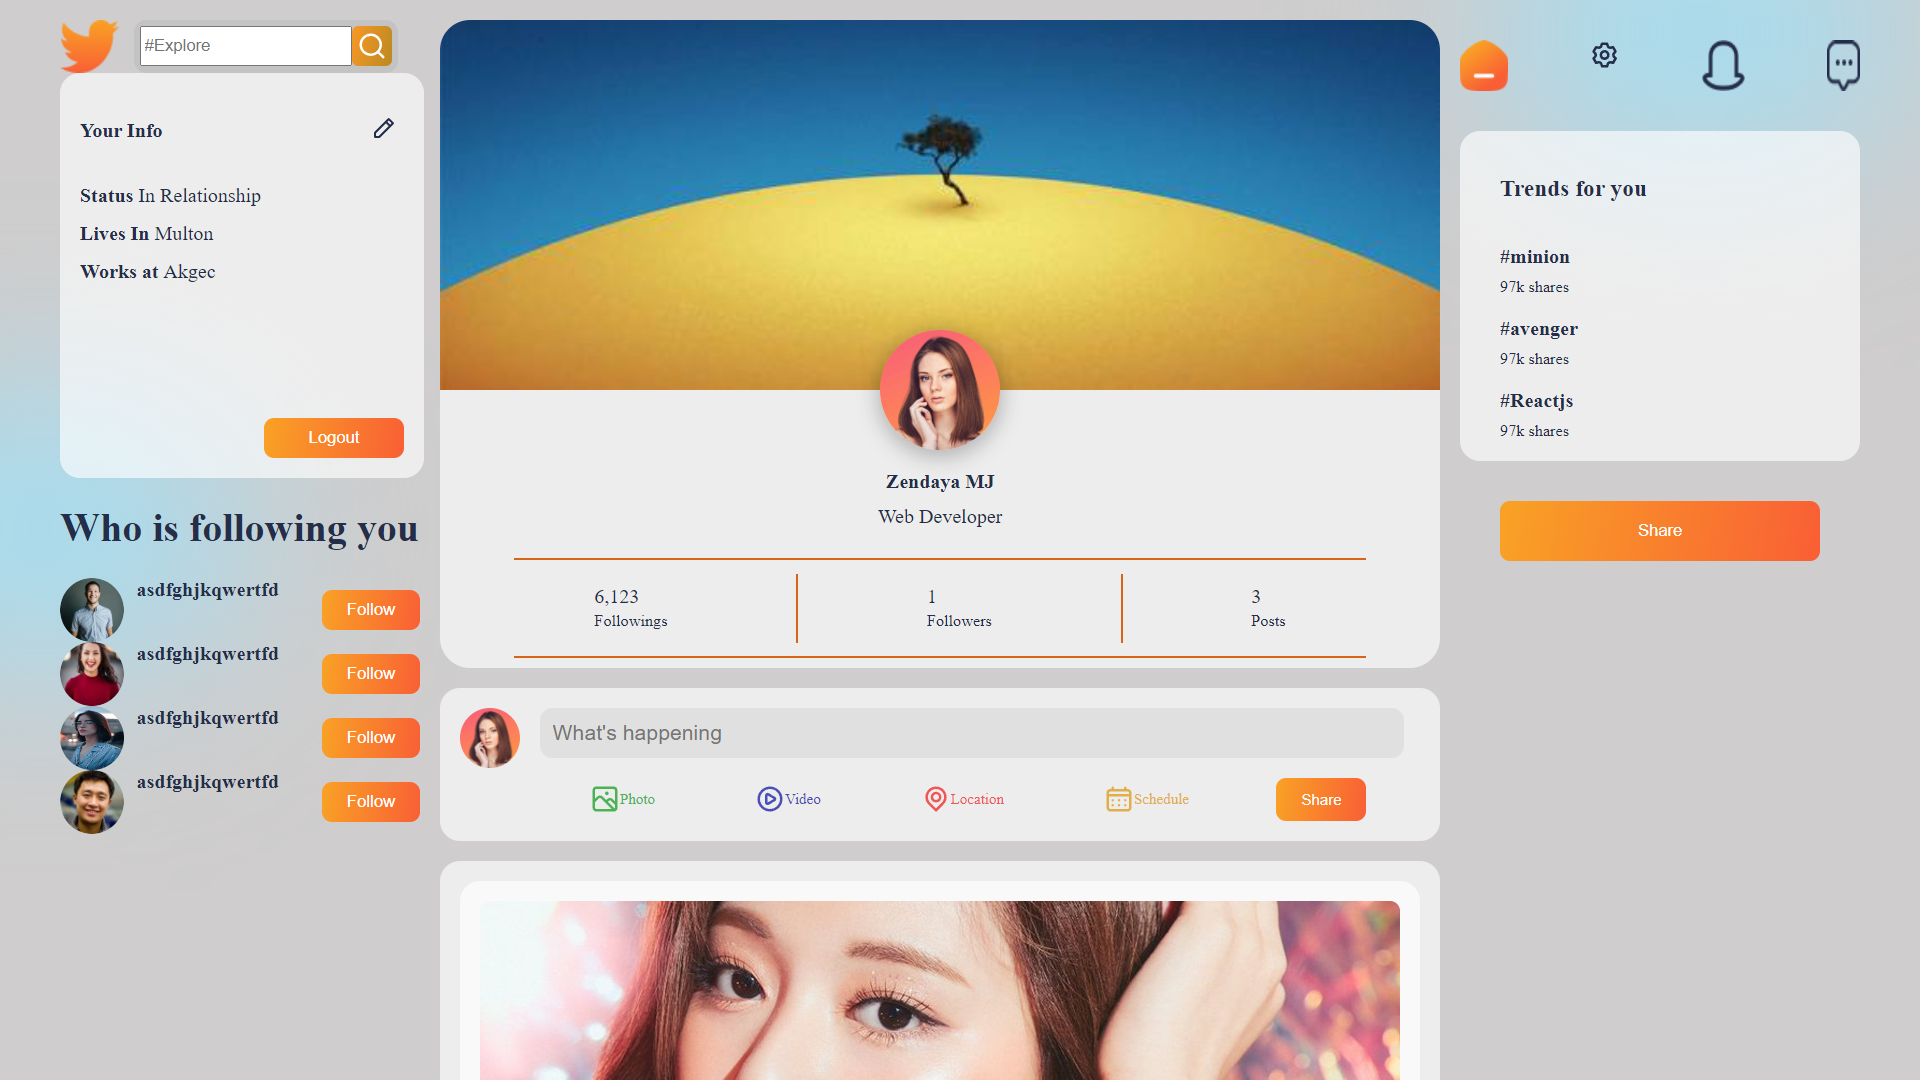 #Explore
Your Info
Status In Relationship
Lives In Multon
Works at Akgec
Logout
Who is following you
asdfghjkqwertfd
Follow
asdfghjkqwertfd
Follow
asdfghjkqwertfd
Follow
asdfghjkqwertfd
Follow
Zendaya MJ
Web Developer
6,123
Followings
1
Followers
3
Posts
What's happening
Photo
Video
Location
Schedule
Share
Trends for you
#minion
97k shares
#avenger
97k shares
#Reactjs
97k shares
Share